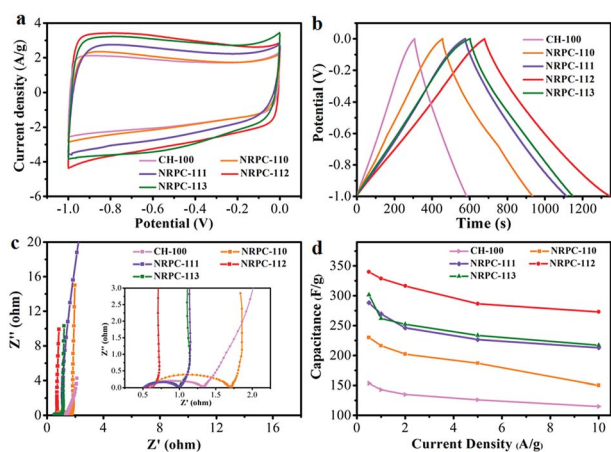 a
4
2
0
-2
-4
-6
Current density (A/g)
CH-100 NRPC-110
NRPC-111 NRPC-112
NRPC-113
-1.0 -0.8 -0.6 -0.4 -0.2 0.0
Potential (V)
b
0.0
-0.2
-0.4
-0.6
-0.8
-1.0
Potential (V)
CH-100
NRPC-110
NRPC-111
NRPC-112
NRPC-113
0 200 400 600 800 1000 1200
Time (s)
c
20
16
12
8
4
0
Z'' (ohm)
CH-100 NRPC-110
NRPC-111 NRPC-112
NRPC-113
3.0
2.5
2.0
1.5
1.0
0.5
0.0
Z'' (ohm)
0.5 1.0 1.5 2.0
Z' (ohm)
0 4 8 12 16
Z' (ohm)
d
400
350
300
250
200
150
100
Capacitance (F/g)
CH-100 NRPC-110
NRPC-111 NRPC-112
NRPC-113
0 2 4 6 8 10
Current Density (A/g)